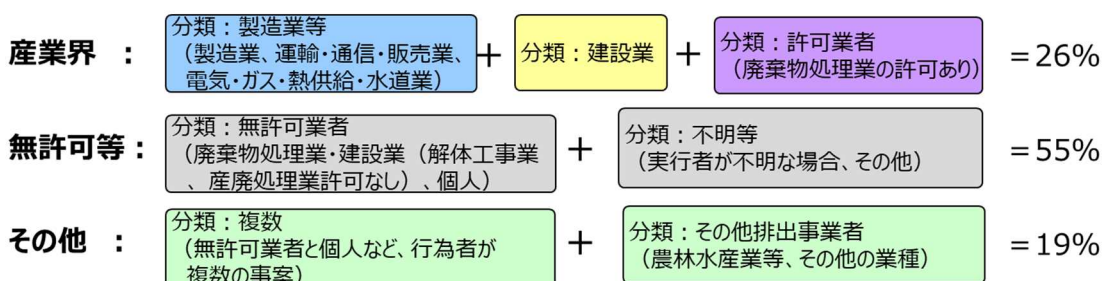 産業界 ：
分類：製造業等
（製造業、運輸・通信・販売業、
電気・ガス・熱供給・水道業）
＋
分類：建設業
＋
分類：許可業者
（廃棄物処理業の許可あり）
＝26%
無許可等：
分類：無許可業者
（廃棄物処理業・建設業（解体工事業
、産廃処理業許可なし）、個人）
＋
分類：不明等
（実行者が不明な場合、その他）
＝55%
その他 ：
分類：複数
（無許可業者と個人など、行為者が
複数の事案）
＋
分類：その他排出事業者
（農林水産業等、その他の業種）
＝19%